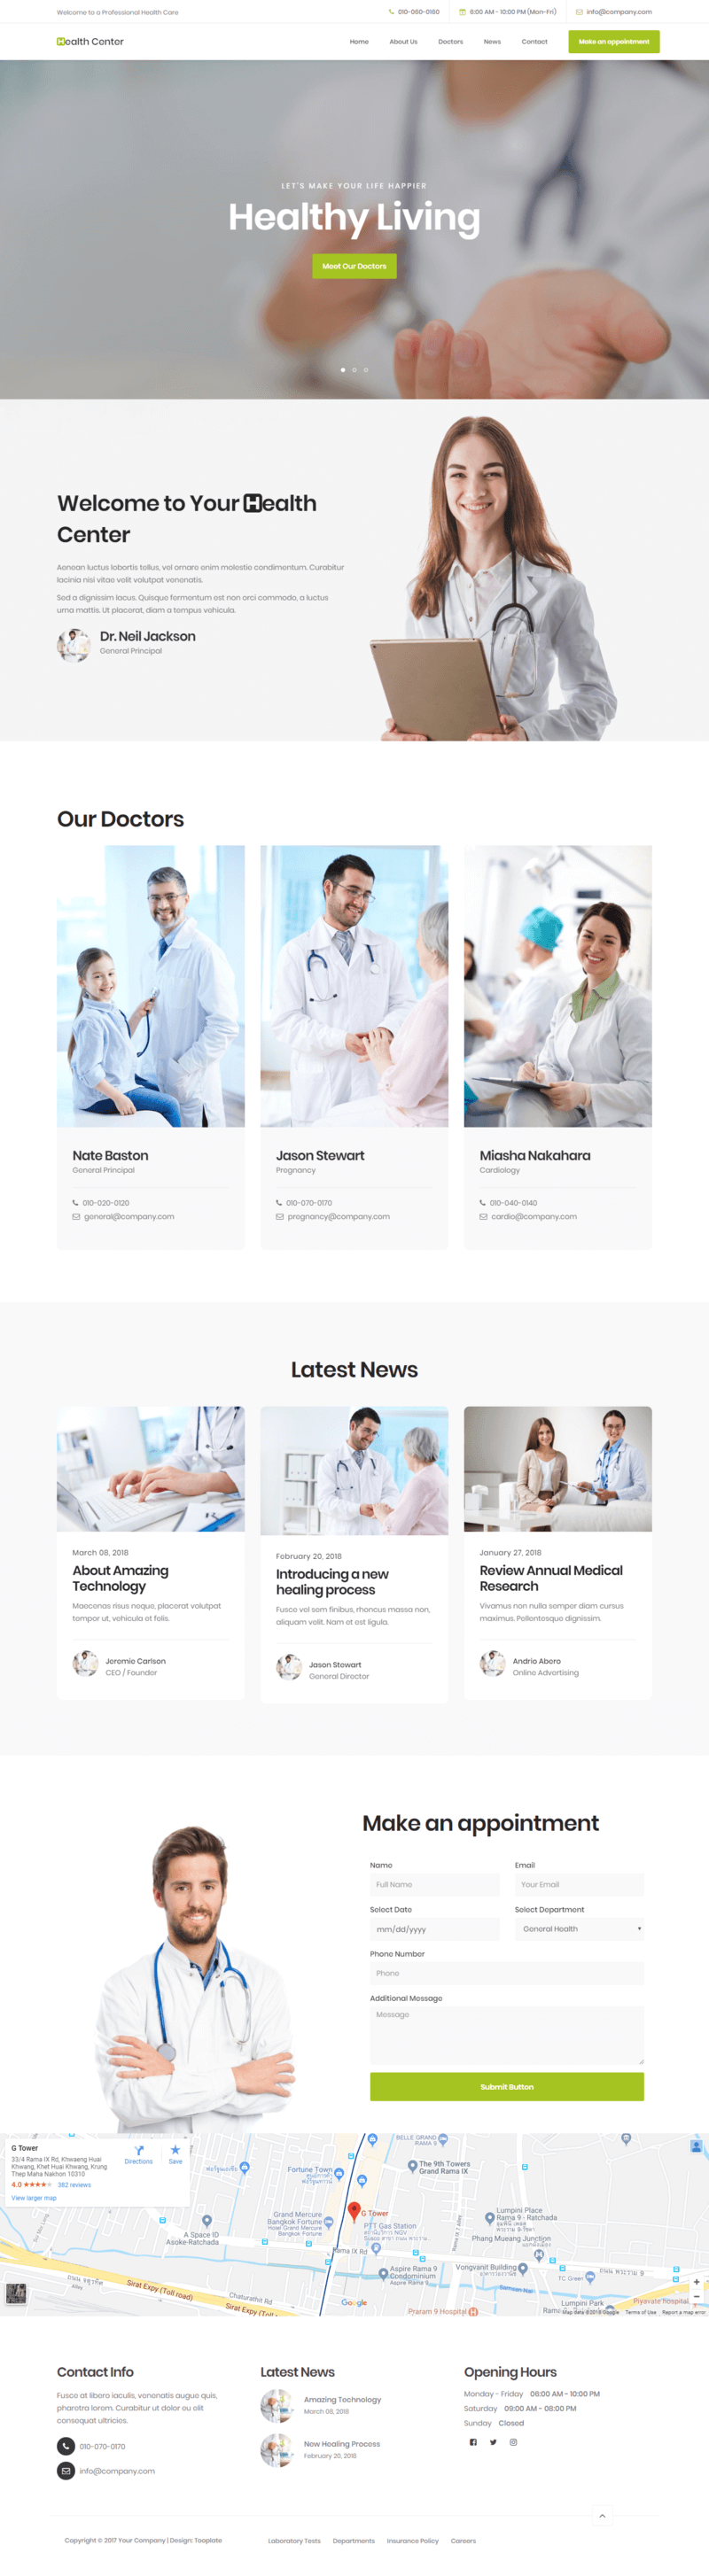 Welcome to a Professional Health Care
010-060-0160
6:00 AM - 10:00 PM (Mon-Fri)
info@company.com
Health Center
Home
About Us
Doctors
News
Contact
Make an appointment
LET'S MAKE YOUR LIFE HAPPIER
Healthy Living
Meet Our Doctors
Welcome to Your Health
Center
Aenean luctus lobortis tellus, vel ornare enim molestie condimentum. Curabitur
lacinia nisi vitae velit volutpat venenatis.
Sed a dignissim lacus. Quisque fermentum est non orci commodo, a luctus
urna mattis. Ut placerat, diam a tempus vehicula.
Dr. Neil Jackson
General Principal
Our Doctors
Nate Baston
General Principal
010-020-0120
general@company.com
Jason Stewart
Pregnancy
010-070-0170
pregnancy@company.com
Miasha Nakahara
Cardiology
010-040-0140
cardio@company.com
Latest News
March 08, 2018
About Amazing
Technology
Maecenas risus neque, placerat volutpat
tempor ut, vehicula et felis.
Jeremie Carlson
CEO / Founder
February 20, 2018
Introducing a new
healing process
Fusce vel sem finibus, rhoncus massa non,
aliquam velit. Nam et est ligula.
Jason Stewart
General Director
January 27, 2018
Review Annual Medical
Research
Vivamus non nulla semper diam cursus
maximus. Pellentesque dignissim.
Andrio Abero
Online Advertising
Make an appointment
Name
Email
Full Name
Your Email
Select Date
Select Department
mm/dd/yyyy
General Health
Phone Number
Phone
Additional Message
Message
Submit Button
G Tower
33/4 Rama IX Rd, Khwaeng Huai
Khwang, Khet Huai Khwang, Krung
Thep Maha Nakhon 10310
4.0 ★★★★★ 382 reviews
View larger map
Directions
Save
BELLE GRAND
RAMA 9
The 9th Towers
Grand Rama IX
Fortune Town
Grand Mercure
Bangkok Fortune
Hotel Grand Mercure
Bangkok Fortune
G Tower
PTT Gas Station
A Space ID
Asoke-Ratchada
Rama IX Rd
Lumpini Place
Rama 9 - Ratchada
Phang Mueang Junction
Aspire Rama 9
Condominium
Aspire Rama 9
Vongvanit Building
TC Green
Sirat Expy (Toll road)
Chaturathit Rd
Sirat Expy (Toll
Google
Praram 9 Hospital
Lumpini Park
Piyavate hospital
Map data ©2018 Google
Terms of Use
Report a map error
Contact Info
Fusce at libero iaculis, venenatis augue quis,
pharetra lorem. Curabitur ut dolor eu elit
consequat ultricies.
010-070-0170
info@company.com
Latest News
Amazing Technology
March 08, 2018
New Healing Process
February 20, 2018
Opening Hours
Monday - Friday 06:00 AM - 10:00 PM
Saturday 09:00 AM - 08:00 PM
Sunday Closed
Copyright © 2017 Your Company | Design: Tooplate
Laboratory Tests
Departments
Insurance Policy
Careers